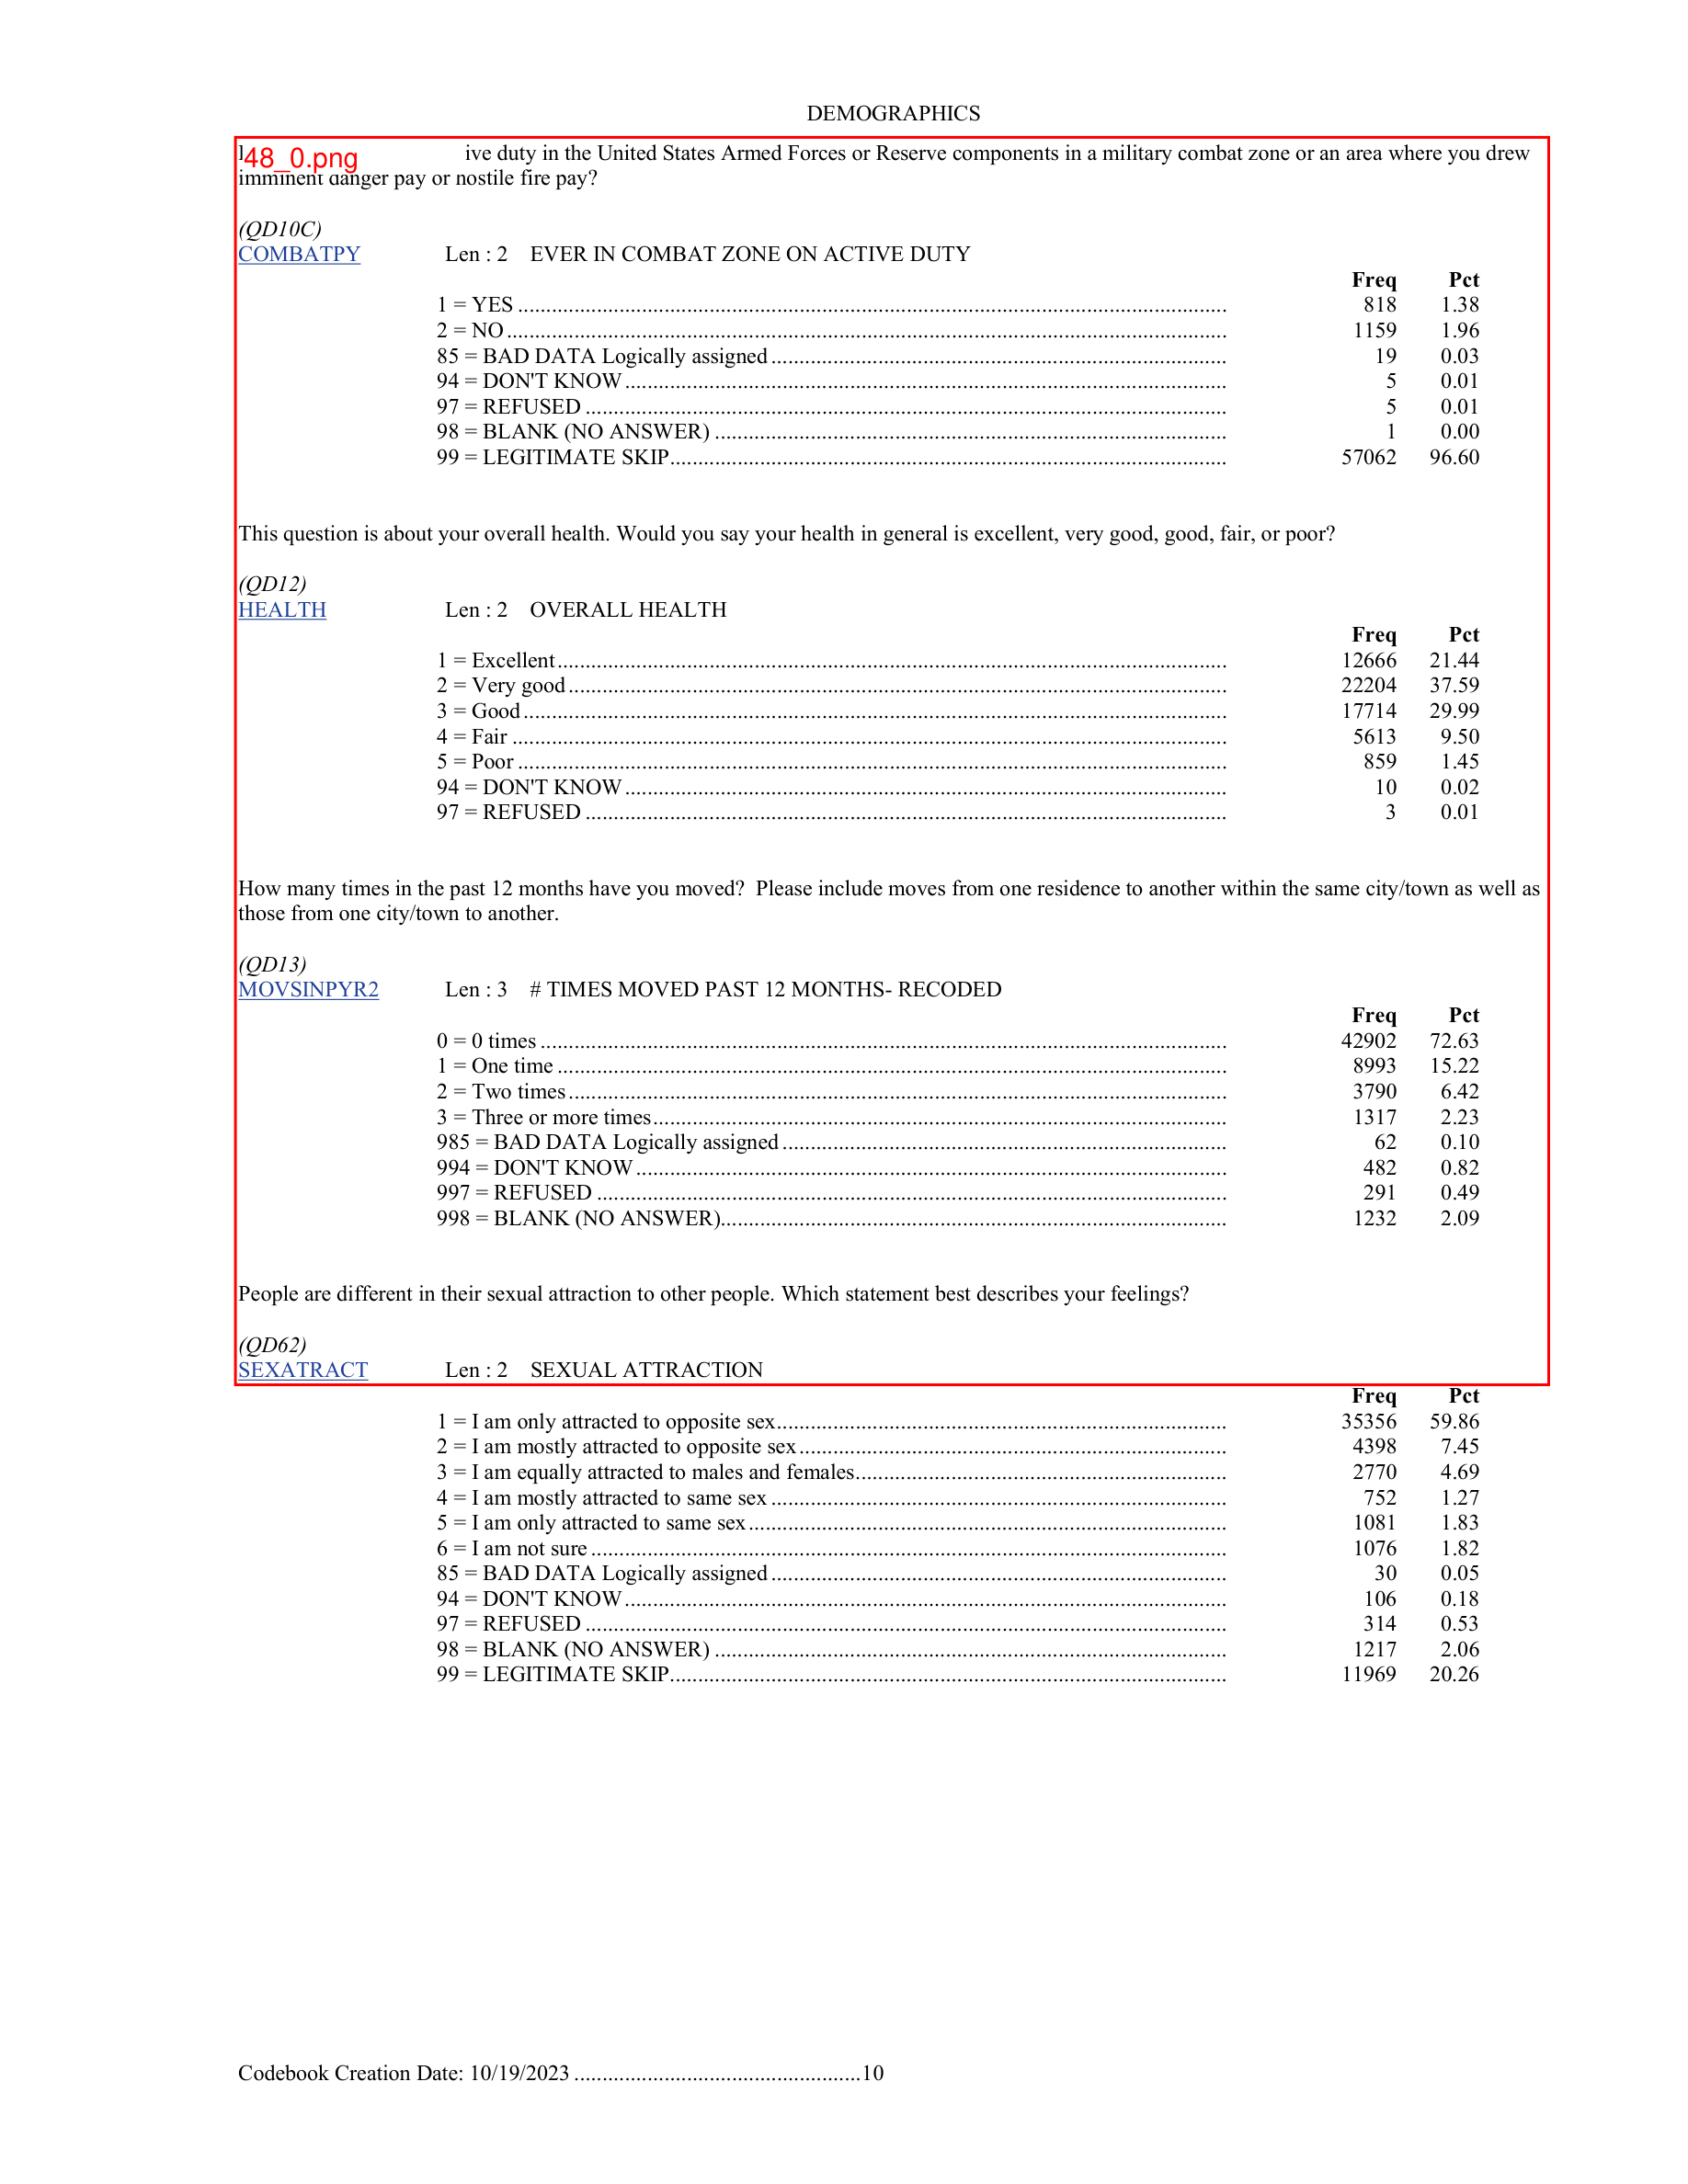 DEMOGRAPHICS
48_0.png ive duty in the United States Armed Forces or Reserve components in a military combat zone or an area where you drew
imminent danger pay or hostile fire pay?
(QD10C)
COMBATPY Len : 2 EVER IN COMBAT ZONE ON ACTIVE DUTY
Freq Pct
1 = YES ........ 818 1.38
2 = NO ........ 1159 1.96
85 = BAD DATA Logically assigned ........ 19 0.03
94 = DON'T KNOW ........ 5 0.01
97 = REFUSED ........ 5 0.01
98 = BLANK (NO ANSWER) ........ 1 0.00
99 = LEGITIMATE SKIP ........ 57062 96.60
This question is about your overall health. Would you say your health in general is excellent, very good, good, fair, or poor?
(QD12)
HEALTH Len : 2 OVERALL HEALTH
Freq Pct
1 = Excellent ........ 12666 21.44
2 = Very good ........ 22204 37.59
3 = Good ........ 17714 29.99
4 = Fair ........ 5613 9.50
5 = Poor ........ 859 1.45
94 = DON'T KNOW ........ 10 0.02
97 = REFUSED ........ 3 0.01
How many times in the past 12 months have you moved? Please include moves from one residence to another within the same city/town as well as
those from one city/town to another.
(QD13)
MOVSINPYR2 Len : 3 # TIMES MOVED PAST 12 MONTHS- RECODED
Freq Pct
0 = 0 times ........ 42902 72.63
1 = One time ........ 8993 15.22
2 = Two times ........ 3790 6.42
3 = Three or more times ........ 1317 2.23
985 = BAD DATA Logically assigned ........ 62 0.10
994 = DON'T KNOW ........ 482 0.82
997 = REFUSED ........ 291 0.49
998 = BLANK (NO ANSWER) ........ 1232 2.09
People are different in their sexual attraction to other people. Which statement best describes your feelings?
(QD62)
SEXATRACT Len : 2 SEXUAL ATTRACTION
Freq Pct
1 = I am only attracted to opposite sex ........ 35356 59.86
2 = I am mostly attracted to opposite sex ........ 4398 7.45
3 = I am equally attracted to males and females ........ 2770 4.69
4 = I am mostly attracted to same sex ........ 752 1.27
5 = I am only attracted to same sex ........ 1081 1.83
6 = I am not sure ........ 1076 1.82
85 = BAD DATA Logically assigned ........ 30 0.05
94 = DON'T KNOW ........ 106 0.18
97 = REFUSED ........ 314 0.53
98 = BLANK (NO ANSWER) ........ 1217 2.06
99 = LEGITIMATE SKIP ........ 11969 20.26
Codebook Creation Date: 10/19/2023 ........ 10